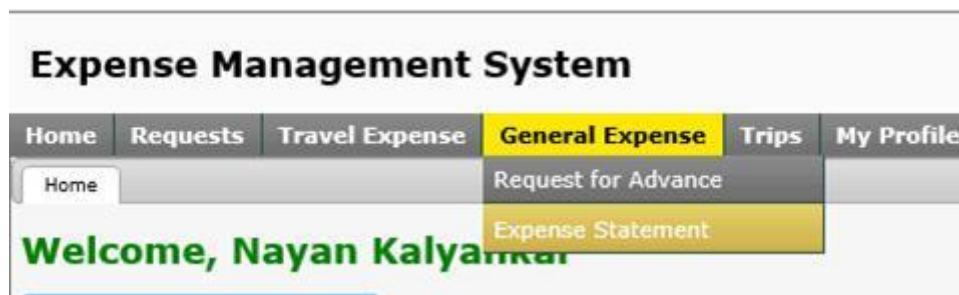 Expense Management System
Home Requests Travel Expense General Expense Trips My Profile
Home
Request for Advance
Expense Statement
Welcome, Nayan